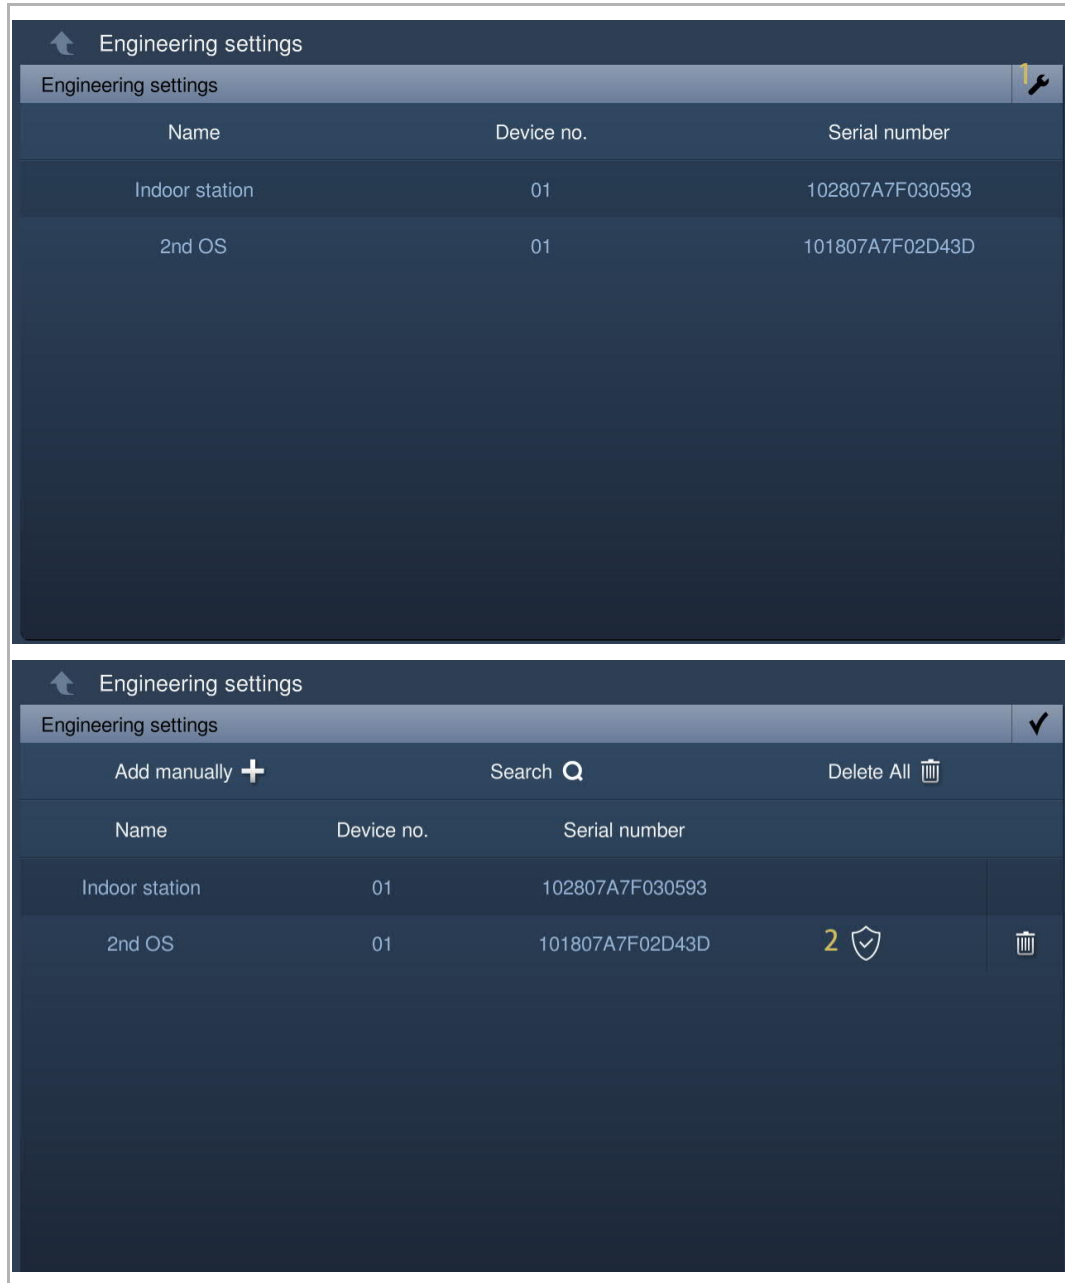 Engineering settings
Engineering settings
1
Name Device no. Serial number
Indoor station 01 102807A7F030593
2nd OS 01 101807A7F02D43D
Engineering settings
Engineering settings
Add manually Search Delete All
Name Device no. Serial number
Indoor station 01 102807A7F030593
2nd OS 01 101807A7F02D43D 2